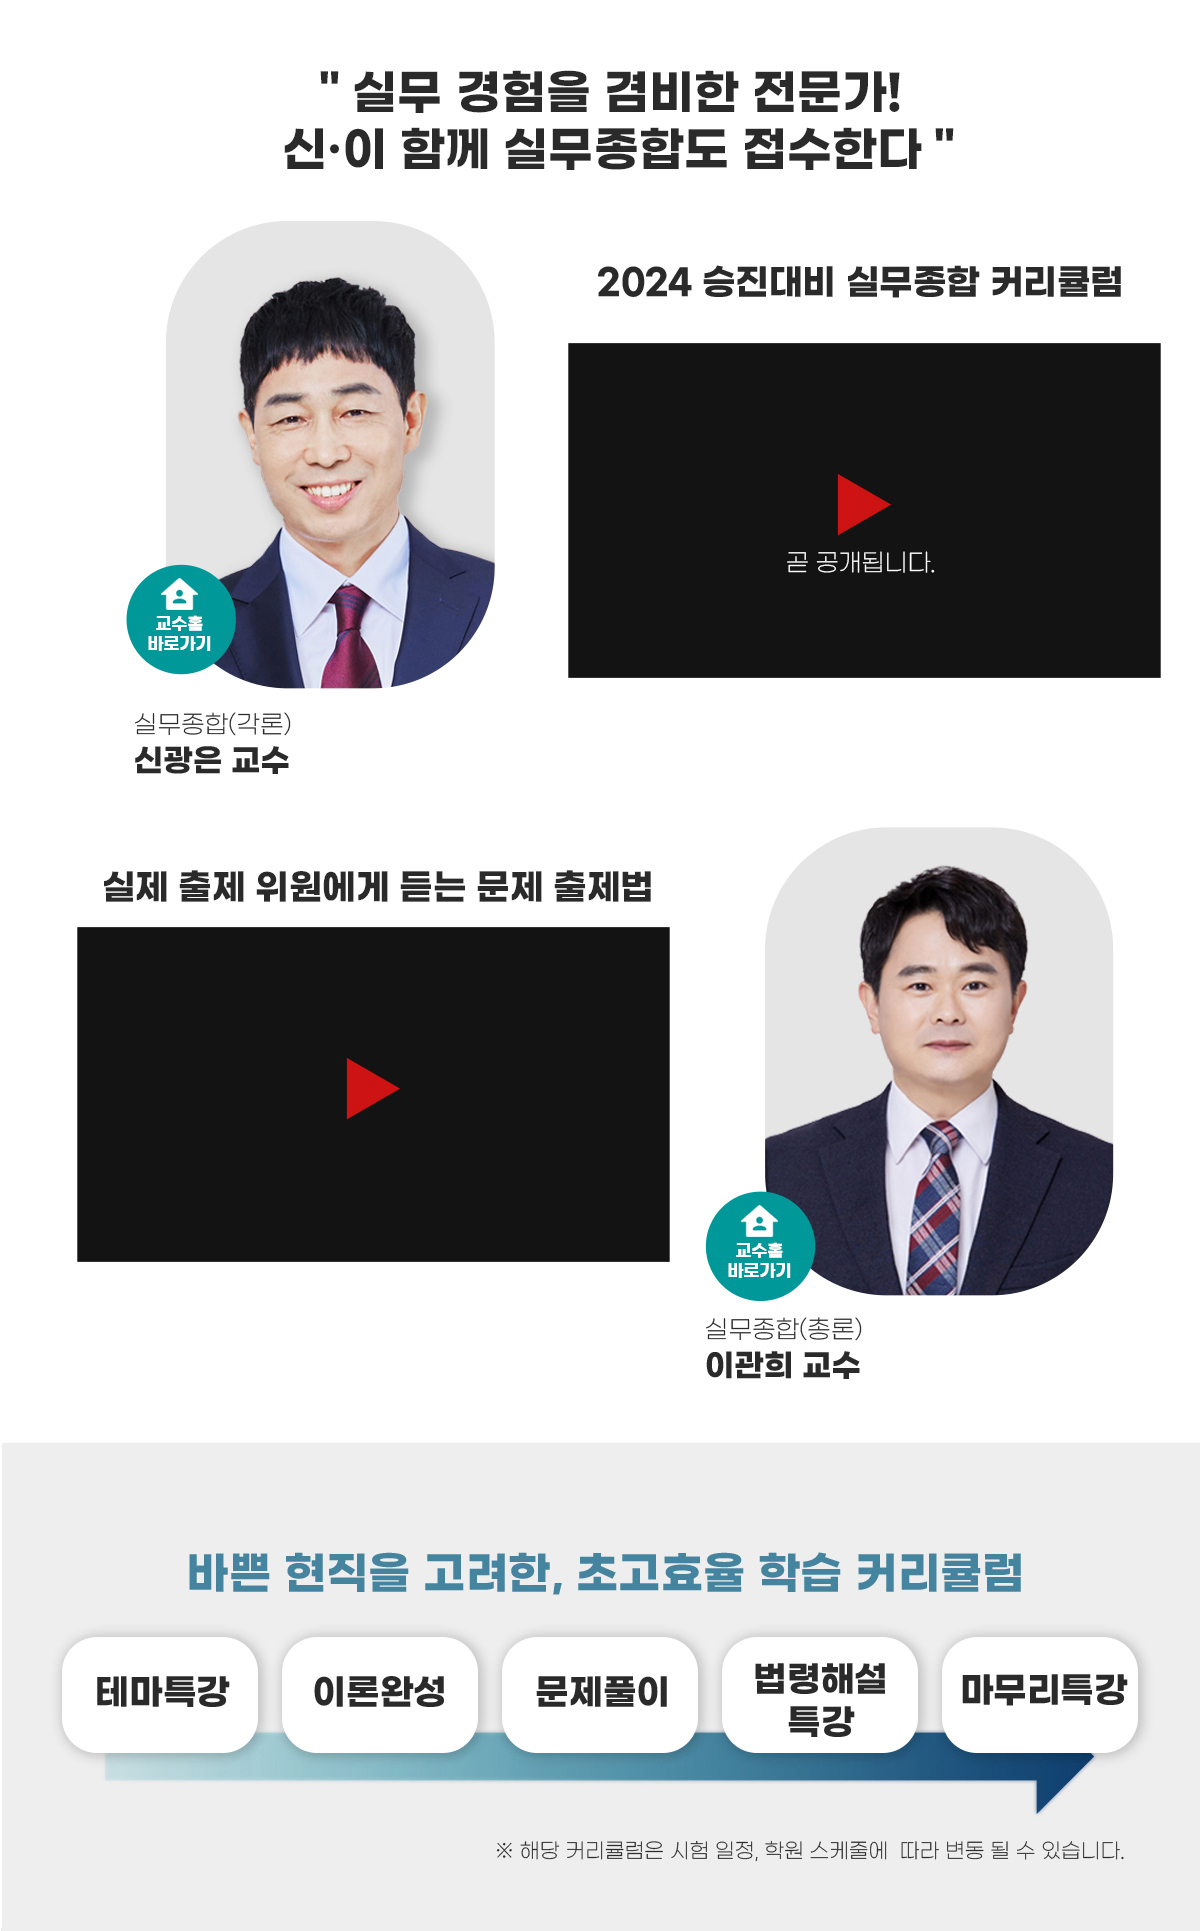 " 실무 경험을 겸비한 전문가!
신·이 함께 실무종합도 접수한다 "
2024 승진대비 실무종합 커리큘럼
곧 공개됩니다.
교수홈
바로가기
실무종합(각론)
신광은 교수
실제 출제 위원에게 듣는 문제 출제법
교수홈
바로가기
실무종합(총론)
이관희 교수
바쁜 현직을 고려한, 초고효율 학습 커리큘럼
테마특강
이론완성
문제풀이
법령해설
특강
마무리특강
※ 해당 커리큘럼은 시험 일정, 학원 스케줄에 따라 변동 될 수 있습니다.